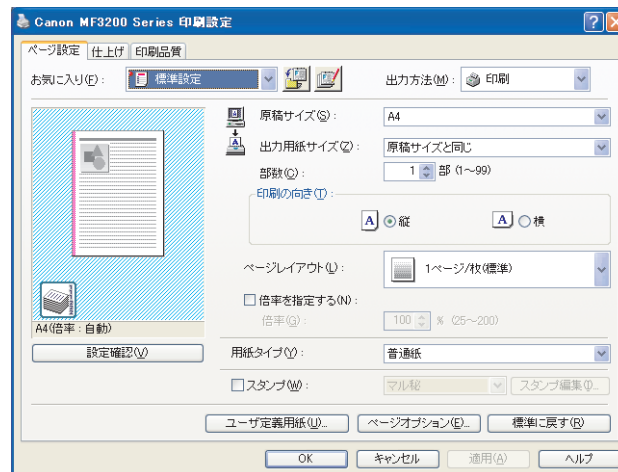 Canon MF3200 Series 印刷設定
ページ設定 仕上げ 印刷品質
お気に入り(F): 標準設定 出力方法(M): 印刷
原稿サイズ(S): A4
出力用紙サイズ(Z): 原稿サイズと同じ
部数(C): 1 部 (1~99)
印刷の向き(T):
A 縦 A 横
ページレイアウト(L): 1ページ/枚(標準)
倍率を指定する(N):
倍率(G): 100 % (25~200)
A4(倍率:自動)
設定確認(V) 用紙タイプ(Y): 普通紙
スタンプ(W): マル秘 スタンプ編集(I)...
ユーザ定義用紙(U)... ページオプション(E)... 標準に戻す(R)
OK キャンセル 適用(A) ヘルプ